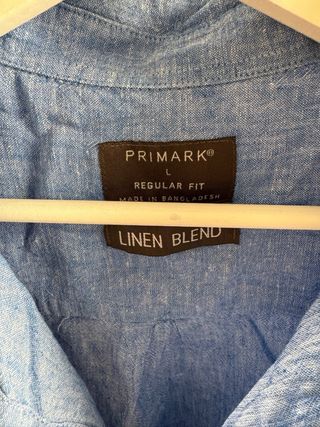 PRIMARK®
L
REGULAR FIT
MADE IN BANGLADESH
LINEN BLEND